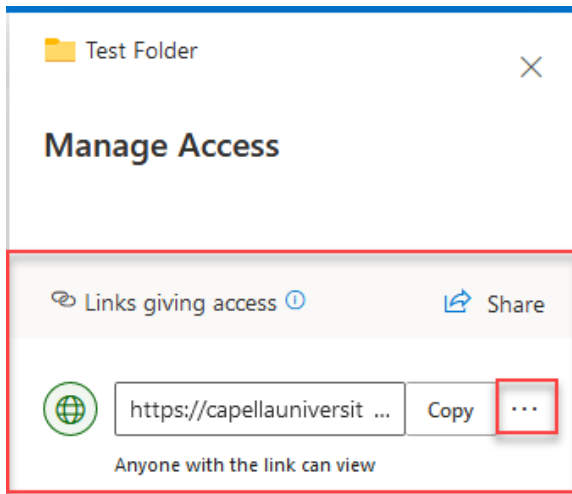 Test Folder
Manage Access
Links giving access Share
https://capellauniversit ... Copy ...
Anyone with the link can view